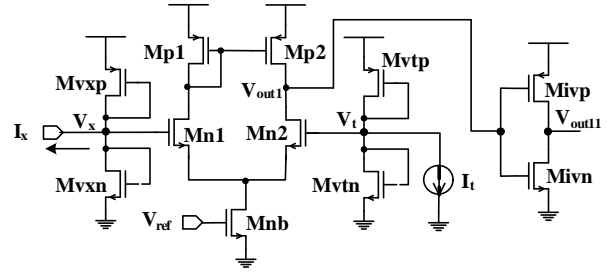 Mp1
Mp2
Mvxp
Mvtp
Mivp
Vout1
Vx
Vt
Vout11
Ix
Mn1
Mn2
Mvxn
Mvtn
It
Mivn
Vref
Mnb